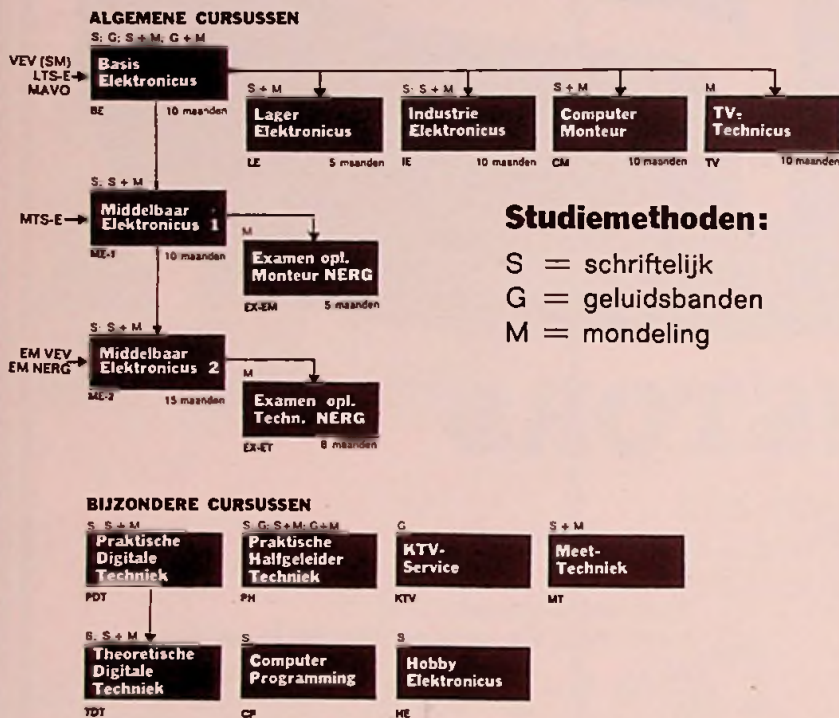 ALGEMENE CURSUSSEN
S; G; S + M; G + M
VEV (SM)
LTS-E
MAVO
Basis
Elektronicus
BE 10 maanden
S + M
Lager
Elektronicus
LE 5 maanden
S; S + M
Industrie
Elektronicus
IE 10 maanden
S + M
Computer
Monteur
CM 10 maanden
M
TV-
Technicus
TV 10 maanden
S; S + M
MTS-E
Middelbaar
Elektronicus 1
ME-1 10 maanden
M
Examen opl.
Monteur NERG
EX-EM 5 maanden
Studiemethoden:
S = schriftelijk
G = geluidsbanden
M = mondeling
S; S + M
EM VEV
EM NERG
Middelbaar
Elektronicus 2
ME-2 15 maanden
M
Examen opl.
Techn. NERG
EX-ET 8 maanden
BIJZONDERE CURSUSSEN
S S + M
Praktische
Digitale
Techniek
PDT
S G; S+M; G+M
Praktische
Halfgeleider
Techniek
PH
G
KTV-
Service
KTV
S + M
Meet-
Techniek
MT
S, S + M
Theoretische
Digitale
Techniek
TDT
S
Computer
Programming
CP
S
Hobby
Elektronicus
HE